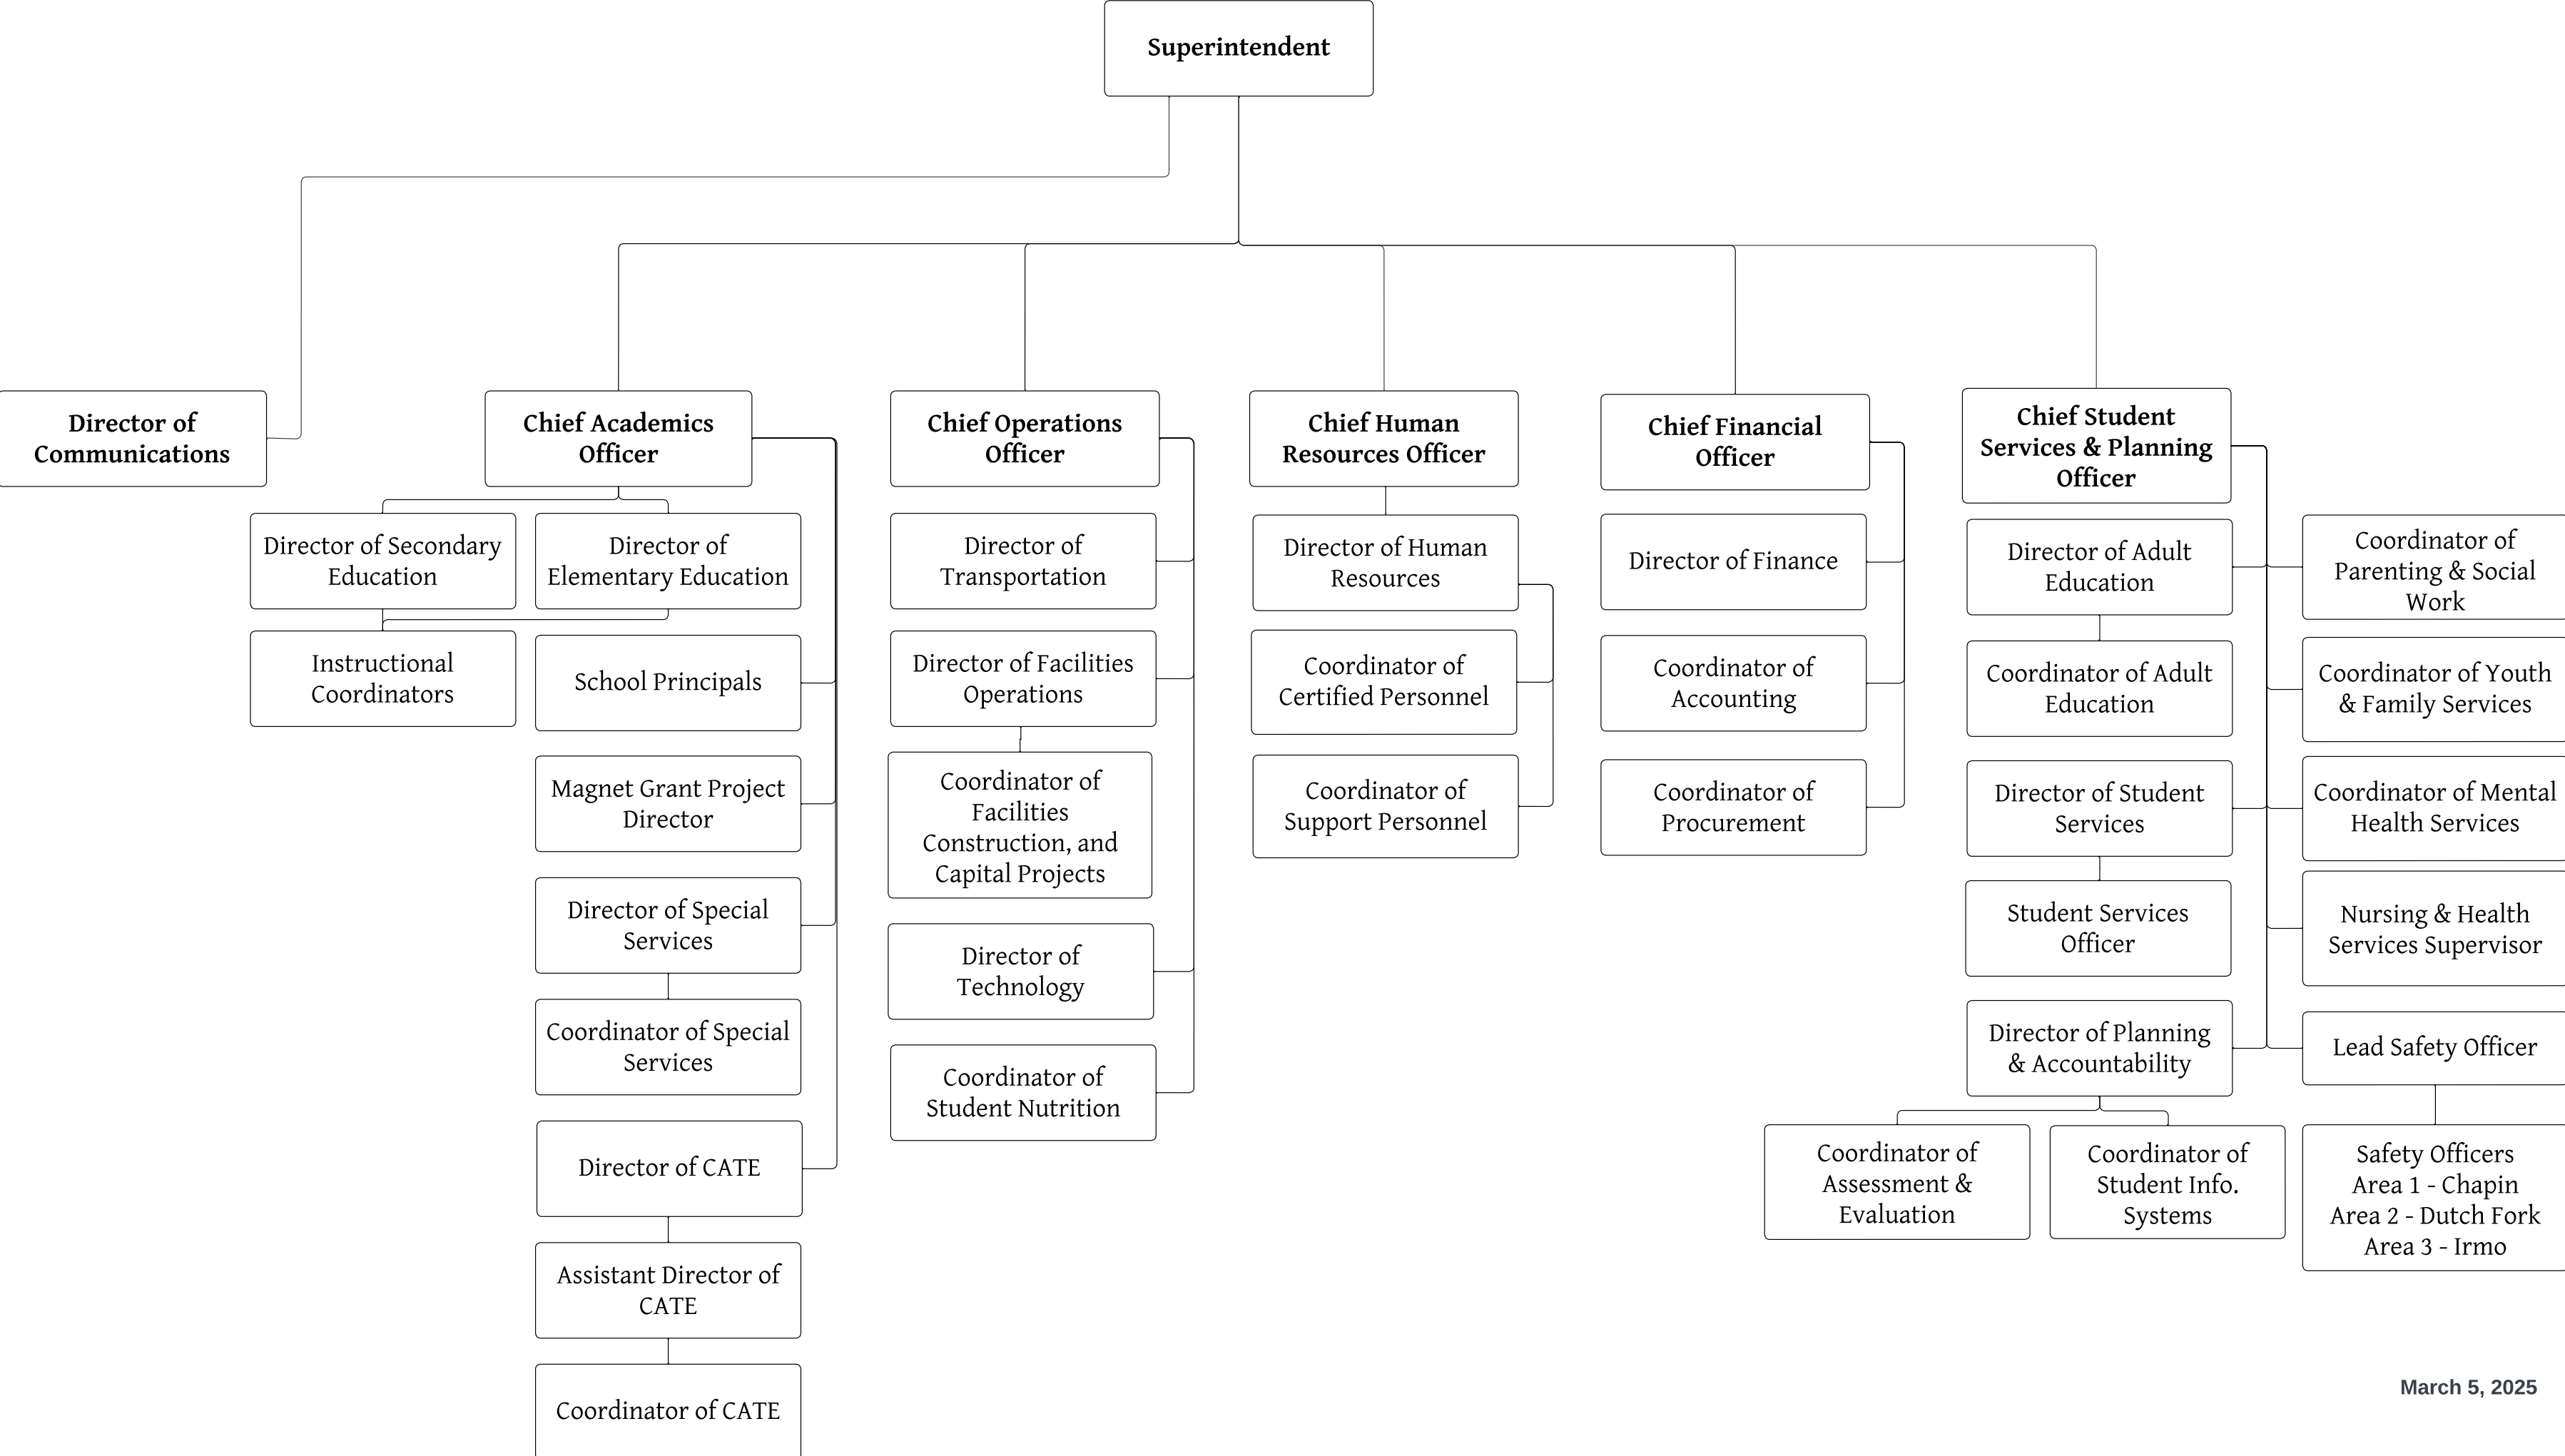 Superintendent
Director of
Communications
Chief Academics
Officer
Chief Operations
Officer
Chief Human
Resources Officer
Chief Financial
Officer
Chief Student
Services & Planning
Officer
Director of Secondary
Education
Director of
Elementary Education
Instructional
Coordinators
School Principals
Magnet Grant Project
Director
Director of Special
Services
Coordinator of Special
Services
Director of CATE
Assistant Director of
CATE
Coordinator of CATE
Director of
Transportation
Director of Facilities
Operations
Coordinator of
Facilities
Construction, and
Capital Projects
Director of
Technology
Coordinator of
Student Nutrition
Director of Human
Resources
Coordinator of
Certified Personnel
Coordinator of
Support Personnel
Director of Finance
Coordinator of
Accounting
Coordinator of
Procurement
Director of Adult
Education
Coordinator of Adult
Education
Director of Student
Services
Student Services
Officer
Director of Planning
& Accountability
Coordinator of
Assessment &
Evaluation
Coordinator of
Student Info.
Systems
Coordinator of
Parenting & Social
Work
Coordinator of Youth
& Family Services
Coordinator of Mental
Health Services
Nursing & Health
Services Supervisor
Lead Safety Officer
Safety Officers
Area 1 - Chapin
Area 2 - Dutch Fork
Area 3 - Irmo
March 5, 2025